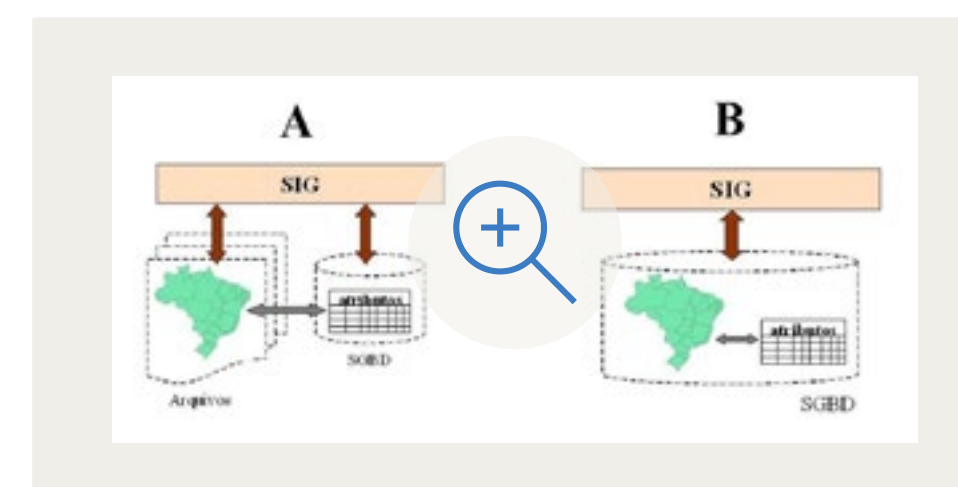 A
B
SIG
SIG
atributos
atributos
SGBD
Arquivos
SGBD